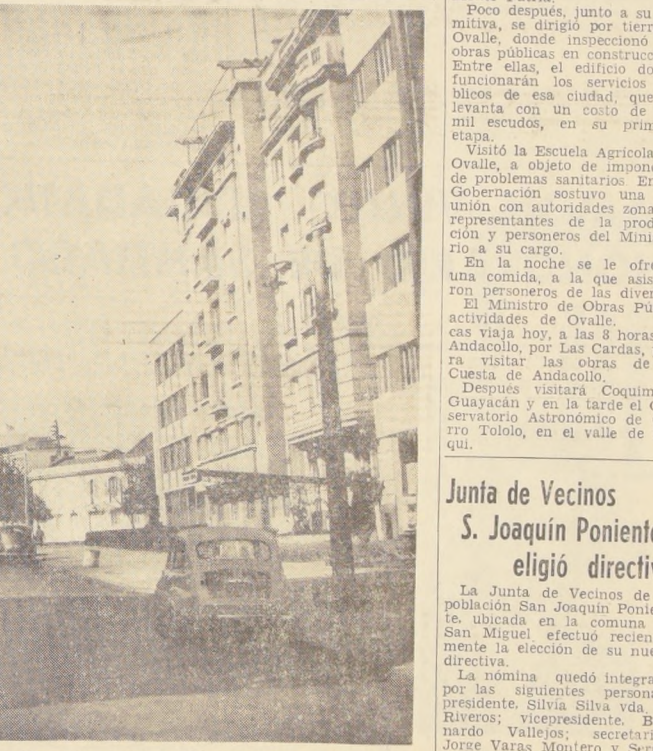 Poco después, junto a su
mitiva, se dirigió por tierr
Ovalle, donde inspeccionó
obras públicas en construcc
Entre ellas, el edificio do
funcionarán los servicios
blicos de esa ciudad, que
levanta con un costo de
mil escudos, en su prim
etapa.
Visitó la Escuela Agrícola
Ovalle, a objeto de impone
de problemas sanitarios En
Gobernación sostuvo una
unión con autoridades zona
representantes de la prod
ción y personeros del Mini
rio a su cargo.
En la noche se le ofre
una comida, a la que asis
ron personeros de las diver
El Ministro de Obras Pú
actividades de Ovalle.
cas viaja hoy, a las 8 horas
Andacollo, por Las Cardas,
ra visitar las obras de
Cuesta de Andacollo,
Después visitará Coquim
Guayacán y en la tarde el
servatorio Astronómico de
rro Tololo, en el valle de
qui.
Junta de Vecinos
S. Joaquín Poniente
eligió directiv
La Junta de Vecinos de
población San Joaquín Ponie
te, ubicada en la comuna
San Miguel efectuó recien
mente la elección de su nue
directiva.
La nómina quedó integra
por las siguientes persona
presidente, Silvia Silva vda.
Riveros; vicepresidente, B
nardo Vallejos; secretari
Jorge Varas Montero y